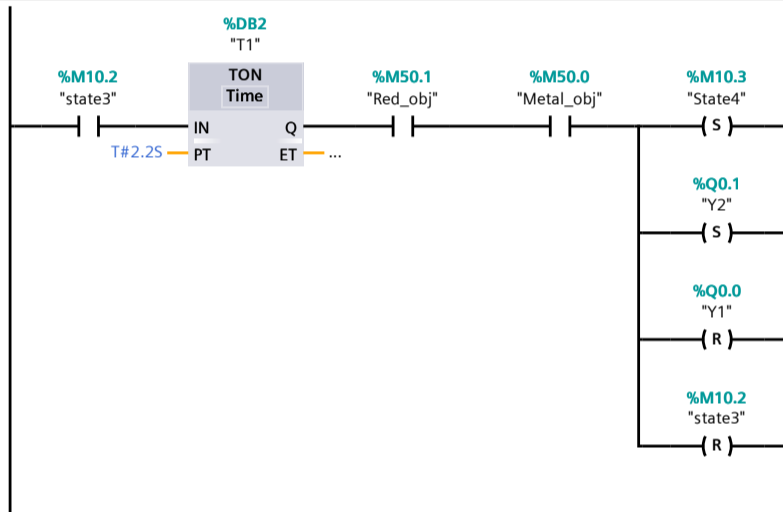 %DB2
"T1"
%M10.2
"state3"
TON
Time
%M50.1
"Red_obj"
%M50.0
"Metal_obj"
%M10.3
"State4"
IN
Q
S
T#2.2S
PT
ET
...
%Q0.1
"Y2"
S
%Q0.0
"Y1"
R
%M10.2
"state3"
R